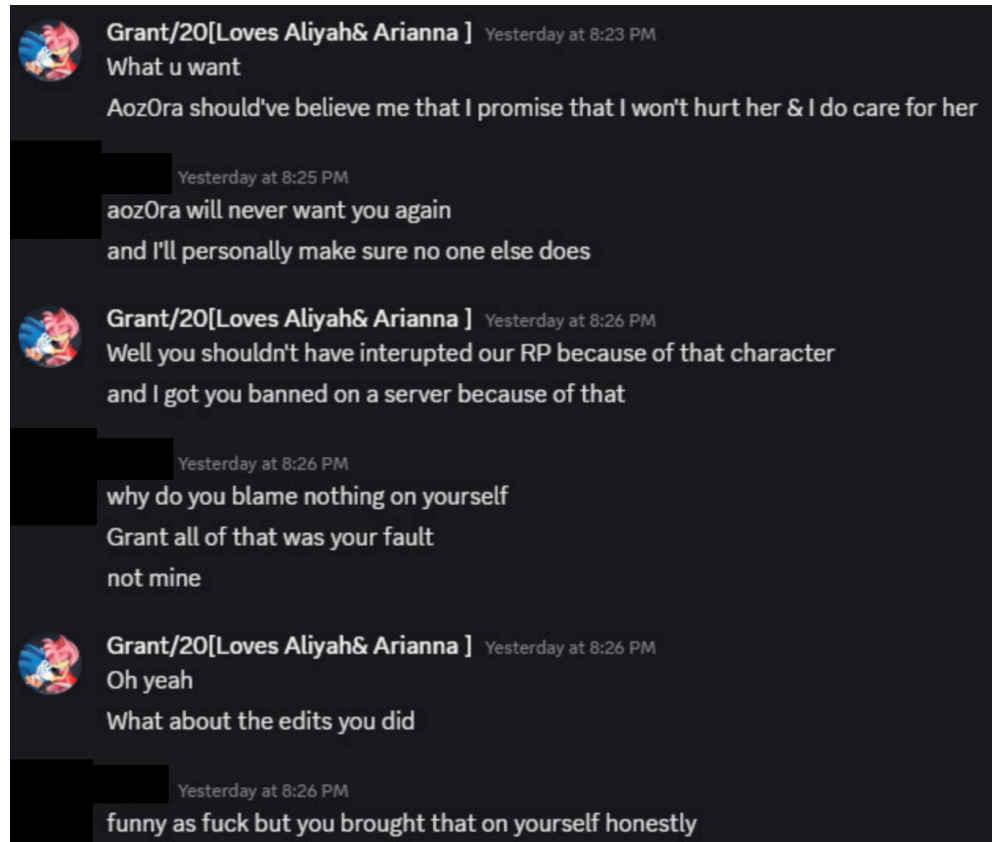 Grant/20[Loves Aliyah& Arianna ] Yesterday at 8:23 PM
What u want
Aoz0ra should've believe me that I promise that I won't hurt her & I do care for her
Yesterday at 8:25 PM
aoz0ra will never want you again
and I'll personally make sure no one else does
Grant/20[Loves Aliyah& Arianna ] Yesterday at 8:26 PM
Well you shouldn't have interupted our RP because of that character
and I got you banned on a server because of that
Yesterday at 8:26 PM
why do you blame nothing on yourself
Grant all of that was your fault
not mine
Grant/20[Loves Aliyah& Arianna ] Yesterday at 8:26 PM
Oh yeah
What about the edits you did
Yesterday at 8:26 PM
funny as fuck but you brought that on yourself honestly